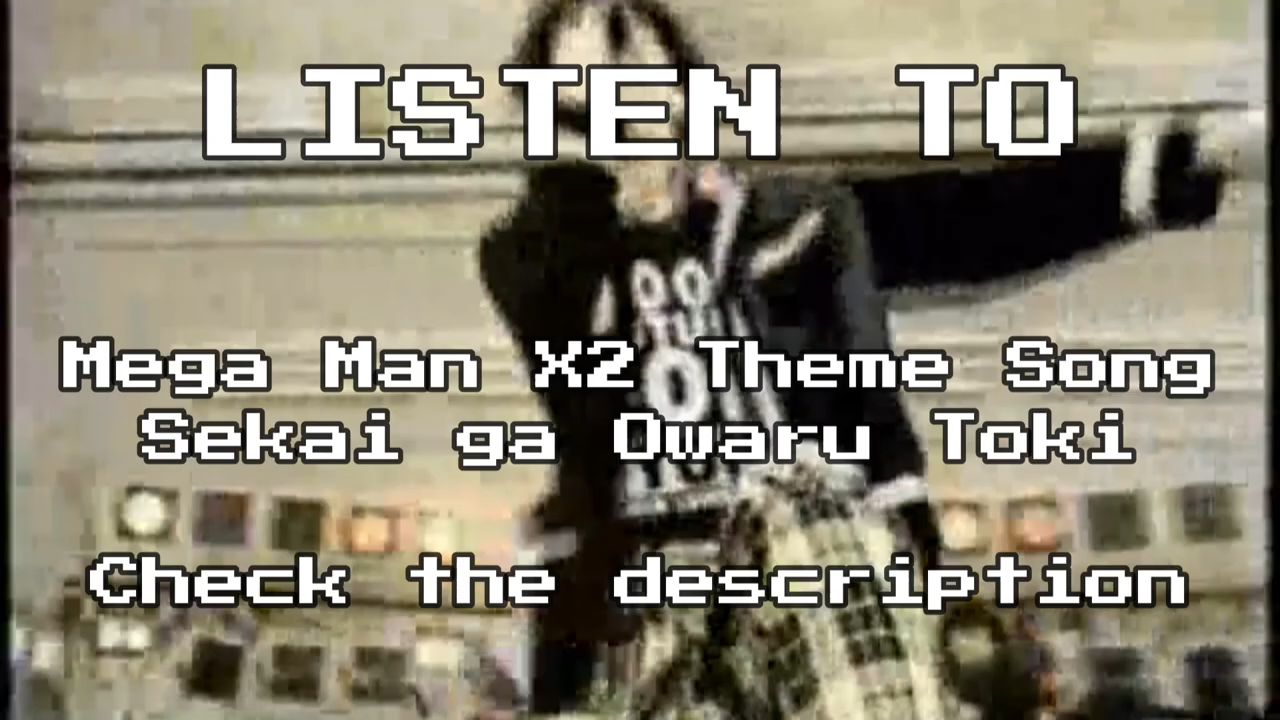 LISTEN TO
Mega Man X2 Theme Song
Sekai ga Owaru Toki
Check the description